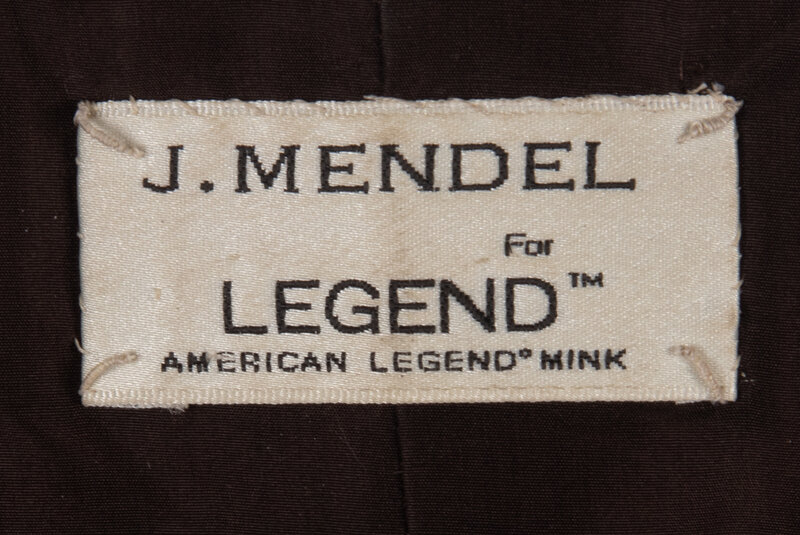 J. MENDEL
For
LEGEND™
AMERICAN LEGEND® MINK